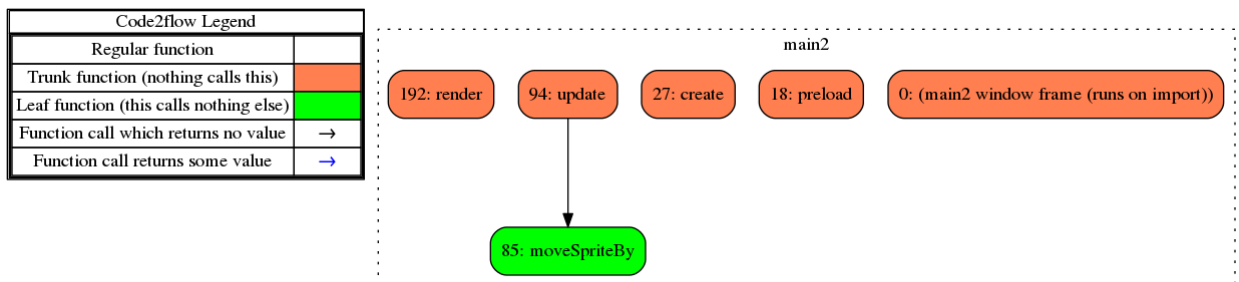 Code2flow Legend
Regular function
Trunk function (nothing calls this)
Leaf function (this calls nothing else)
Function call which returns no value →
Function call returns some value →
main2
192: render
94: update
27: create
18: preload
0: (main2 window frame (runs on import))
85: moveSpriteBy